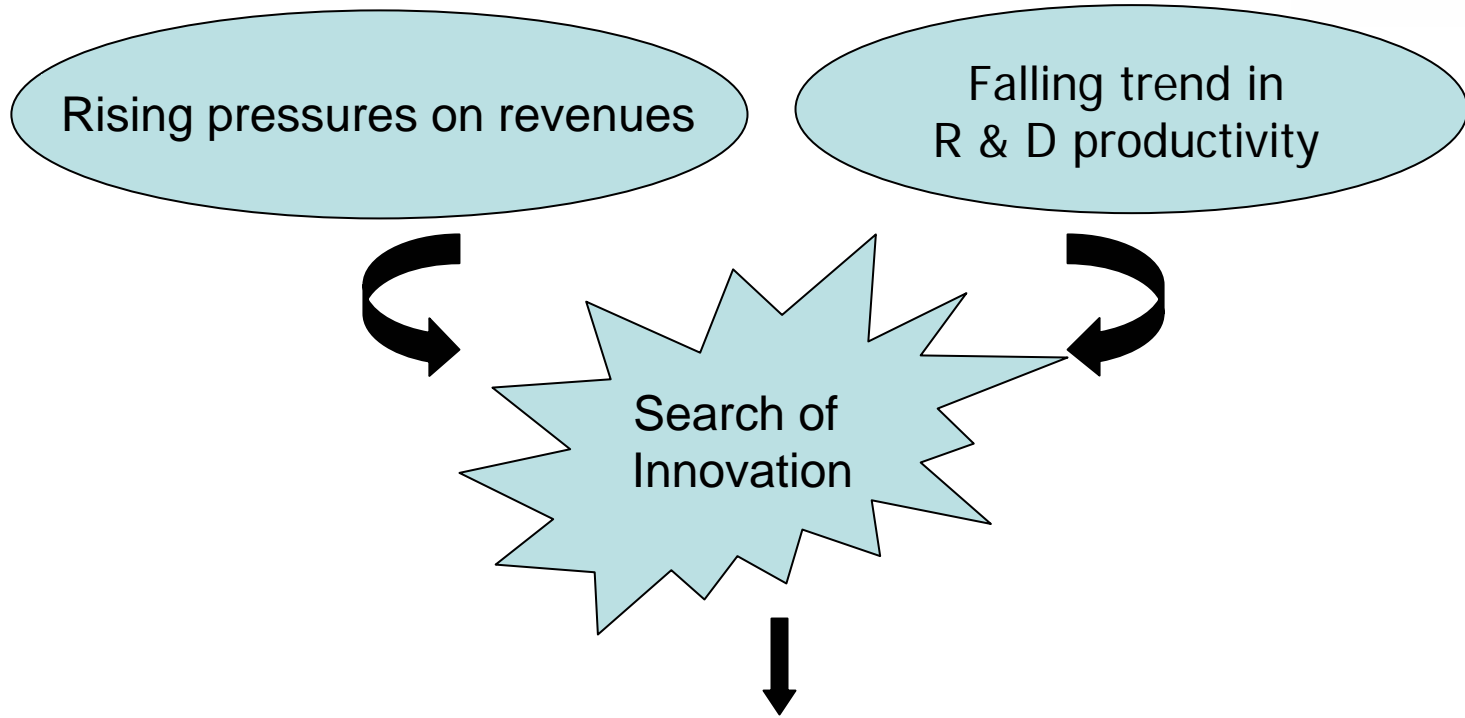 Rising pressures on revenues
Falling trend in
R & D productivity
Search of
Innovation